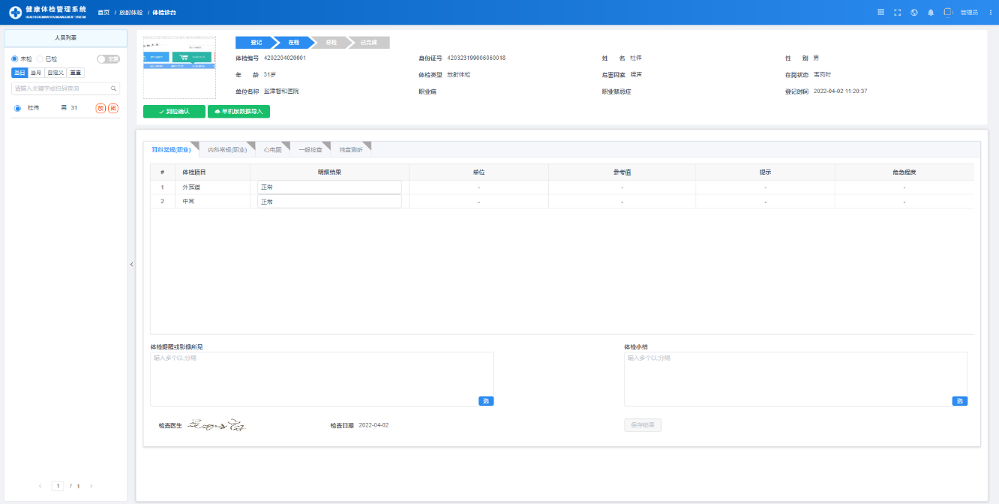 健康体检管理系统
首页 / 放射体检 / 体检诊台
管理员
人员列表
未检 已检
当日 当月 自定义 重置
请输入关键字或扫码查询
杜伟 男 31 放
1 / 1
登记 在检 总检 已完成
体检编号 4202204020001 身份证号 420323199006060018 姓 名 杜伟 性 别 男
年 龄 31岁 体检类型 放射体检 危害因素 噪声 在岗状态 离岗时
单位名称 盐津智和医院 职业病 职业禁忌症 登记时间 2022-04-02 11:20:37
到检确认 单机版数据导入
耳科常规(职业) 内科常规(职业) 心电图 一般检查 纯音测听
# 体检项目 明细结果 单位 参考值 提示 危急程度
1 外耳道 正常 - - - -
2 中耳 正常 - - - -
体检提醒或影像所见 体检小结
输入多个以,分割 输入多个以,分割
选 选
检查医生 检查日期 2022-04-02 保存结果